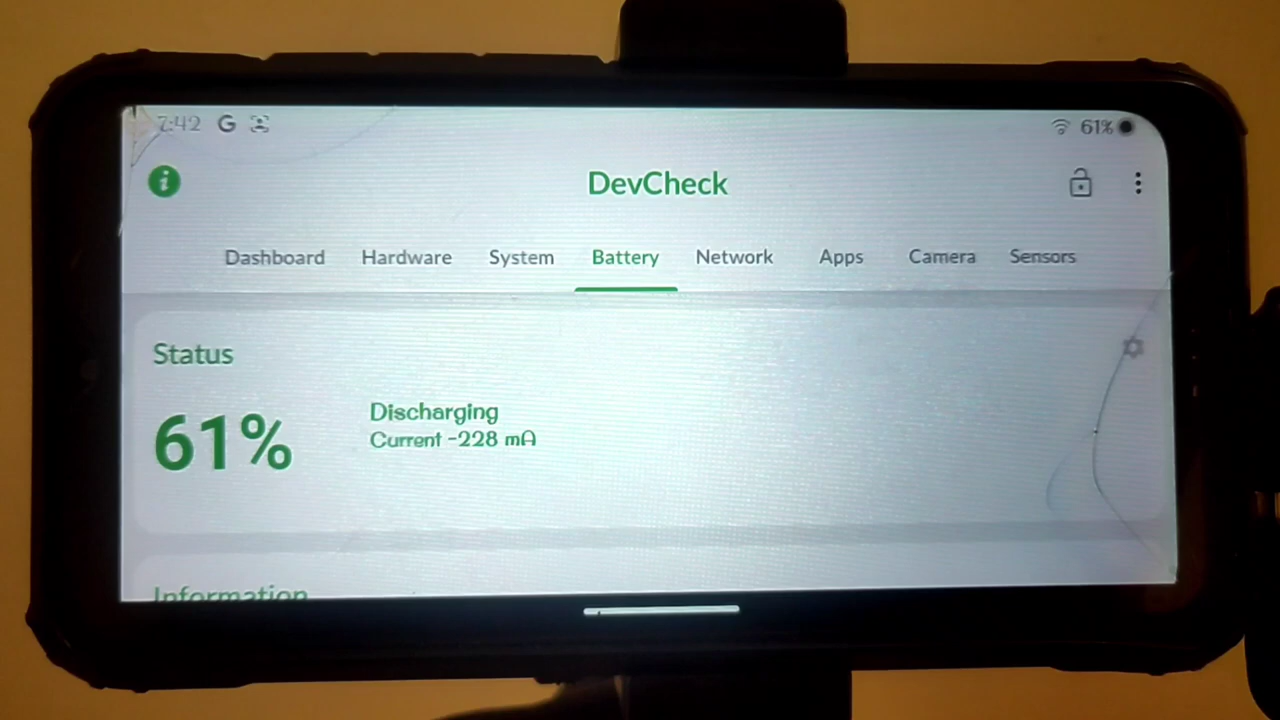 7:42 G 61%
DevCheck
Dashboard Hardware System Battery Network Apps Camera Sensors
Status
61%
Discharging
Current -228 mA
Information